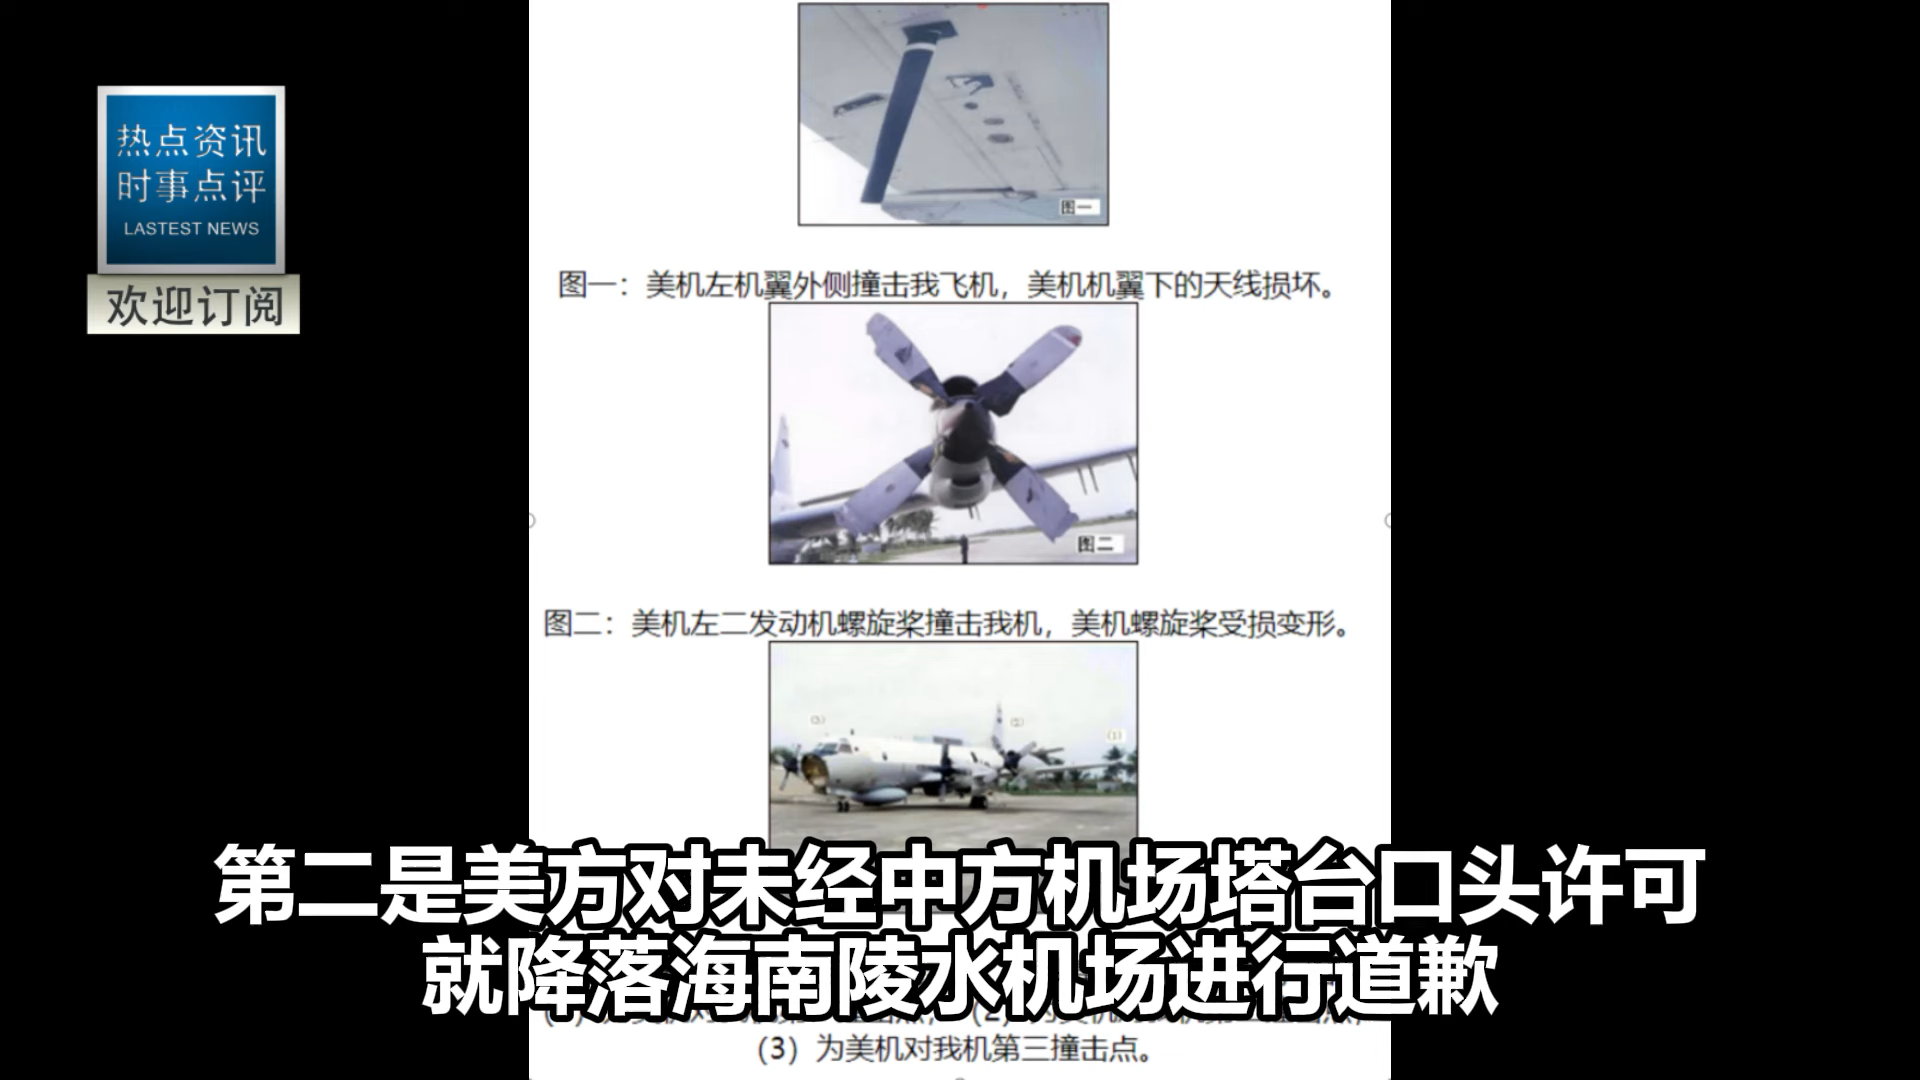 热点资讯
时事点评
LASTEST NEWS
欢迎订阅
图一
图一：美机左机翼外侧撞击我飞机，美机机翼下的天线损坏。
图二
图二：美机左二发动机螺旋桨撞击我机，美机螺旋桨受损变形。
(3)
(2)
(1)
第二是美方对未经中方机场塔台口头许可
就降落海南陵水机场进行道歉
（3）为美机对我机第三撞击点。